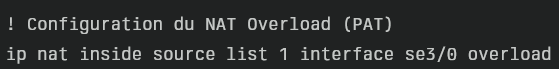 ! Configuration du NAT Overload (PAT)
ip nat inside source list 1 interface se3/0 overload